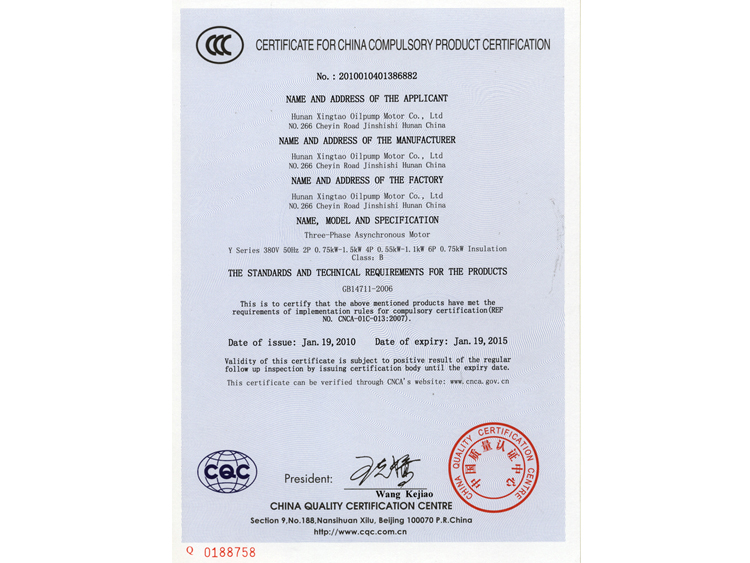 CERTIFICATE FOR CHINA COMPULSORY PRODUCT CERTIFICATION
No. : 2010010401386882
NAME AND ADDRESS OF THE APPLICANT
Hunan Xingtao Oilpump Motor Co., Ltd
NO.266 Cheyin Road Jinshishi Hunan China
NAME AND ADDRESS OF THE MANUFACTURER
Hunan Xingtao Oilpump Motor Co., Ltd
NO.266 Cheyin Road Jinshishi Hunan China
NAME AND ADDRESS OF THE FACTORY
Hunan Xingtao Oilpump Motor Co., Ltd
NO.266 Cheyin Road Jinshishi Hunan China
NAME, MODEL AND SPECIFICATION
Three-Phase Asynchronous Motor
Y Series 380V 50Hz 2P 0.75kW-1.5kW 4P 0.55kW-1.1kW 6P 0.75kW Insulation
Class: B
THE STANDARDS AND TECHNICAL REQUIREMENTS FOR THE PRODUCTS
GB14711-2006
This is to certify that the above mentioned products have met the
requirements of implementation rules for compulsory certification(REF
NO. CNCA-01C-013:2007).
Date of issue: Jan.19,2010 Date of expiry: Jan.19,2015
Validity of this certificate is subject to positive result of the regular
follow up inspection by issuing certification body until the expiry date.
This certificate can be verified through CNCA's website: www.cnca.gov.cn
CQC
President:
Wang Kejiao
CHINA QUALITY CERTIFICATION CENTRE
中国质量认证中心
CHINA QUALITY CERTIFICATION CENTRE
Section 9,No.188,Nansihuan Xilu, Beijing 100070 P.R.China
http://www.cqc.com.cn
Q 0188758